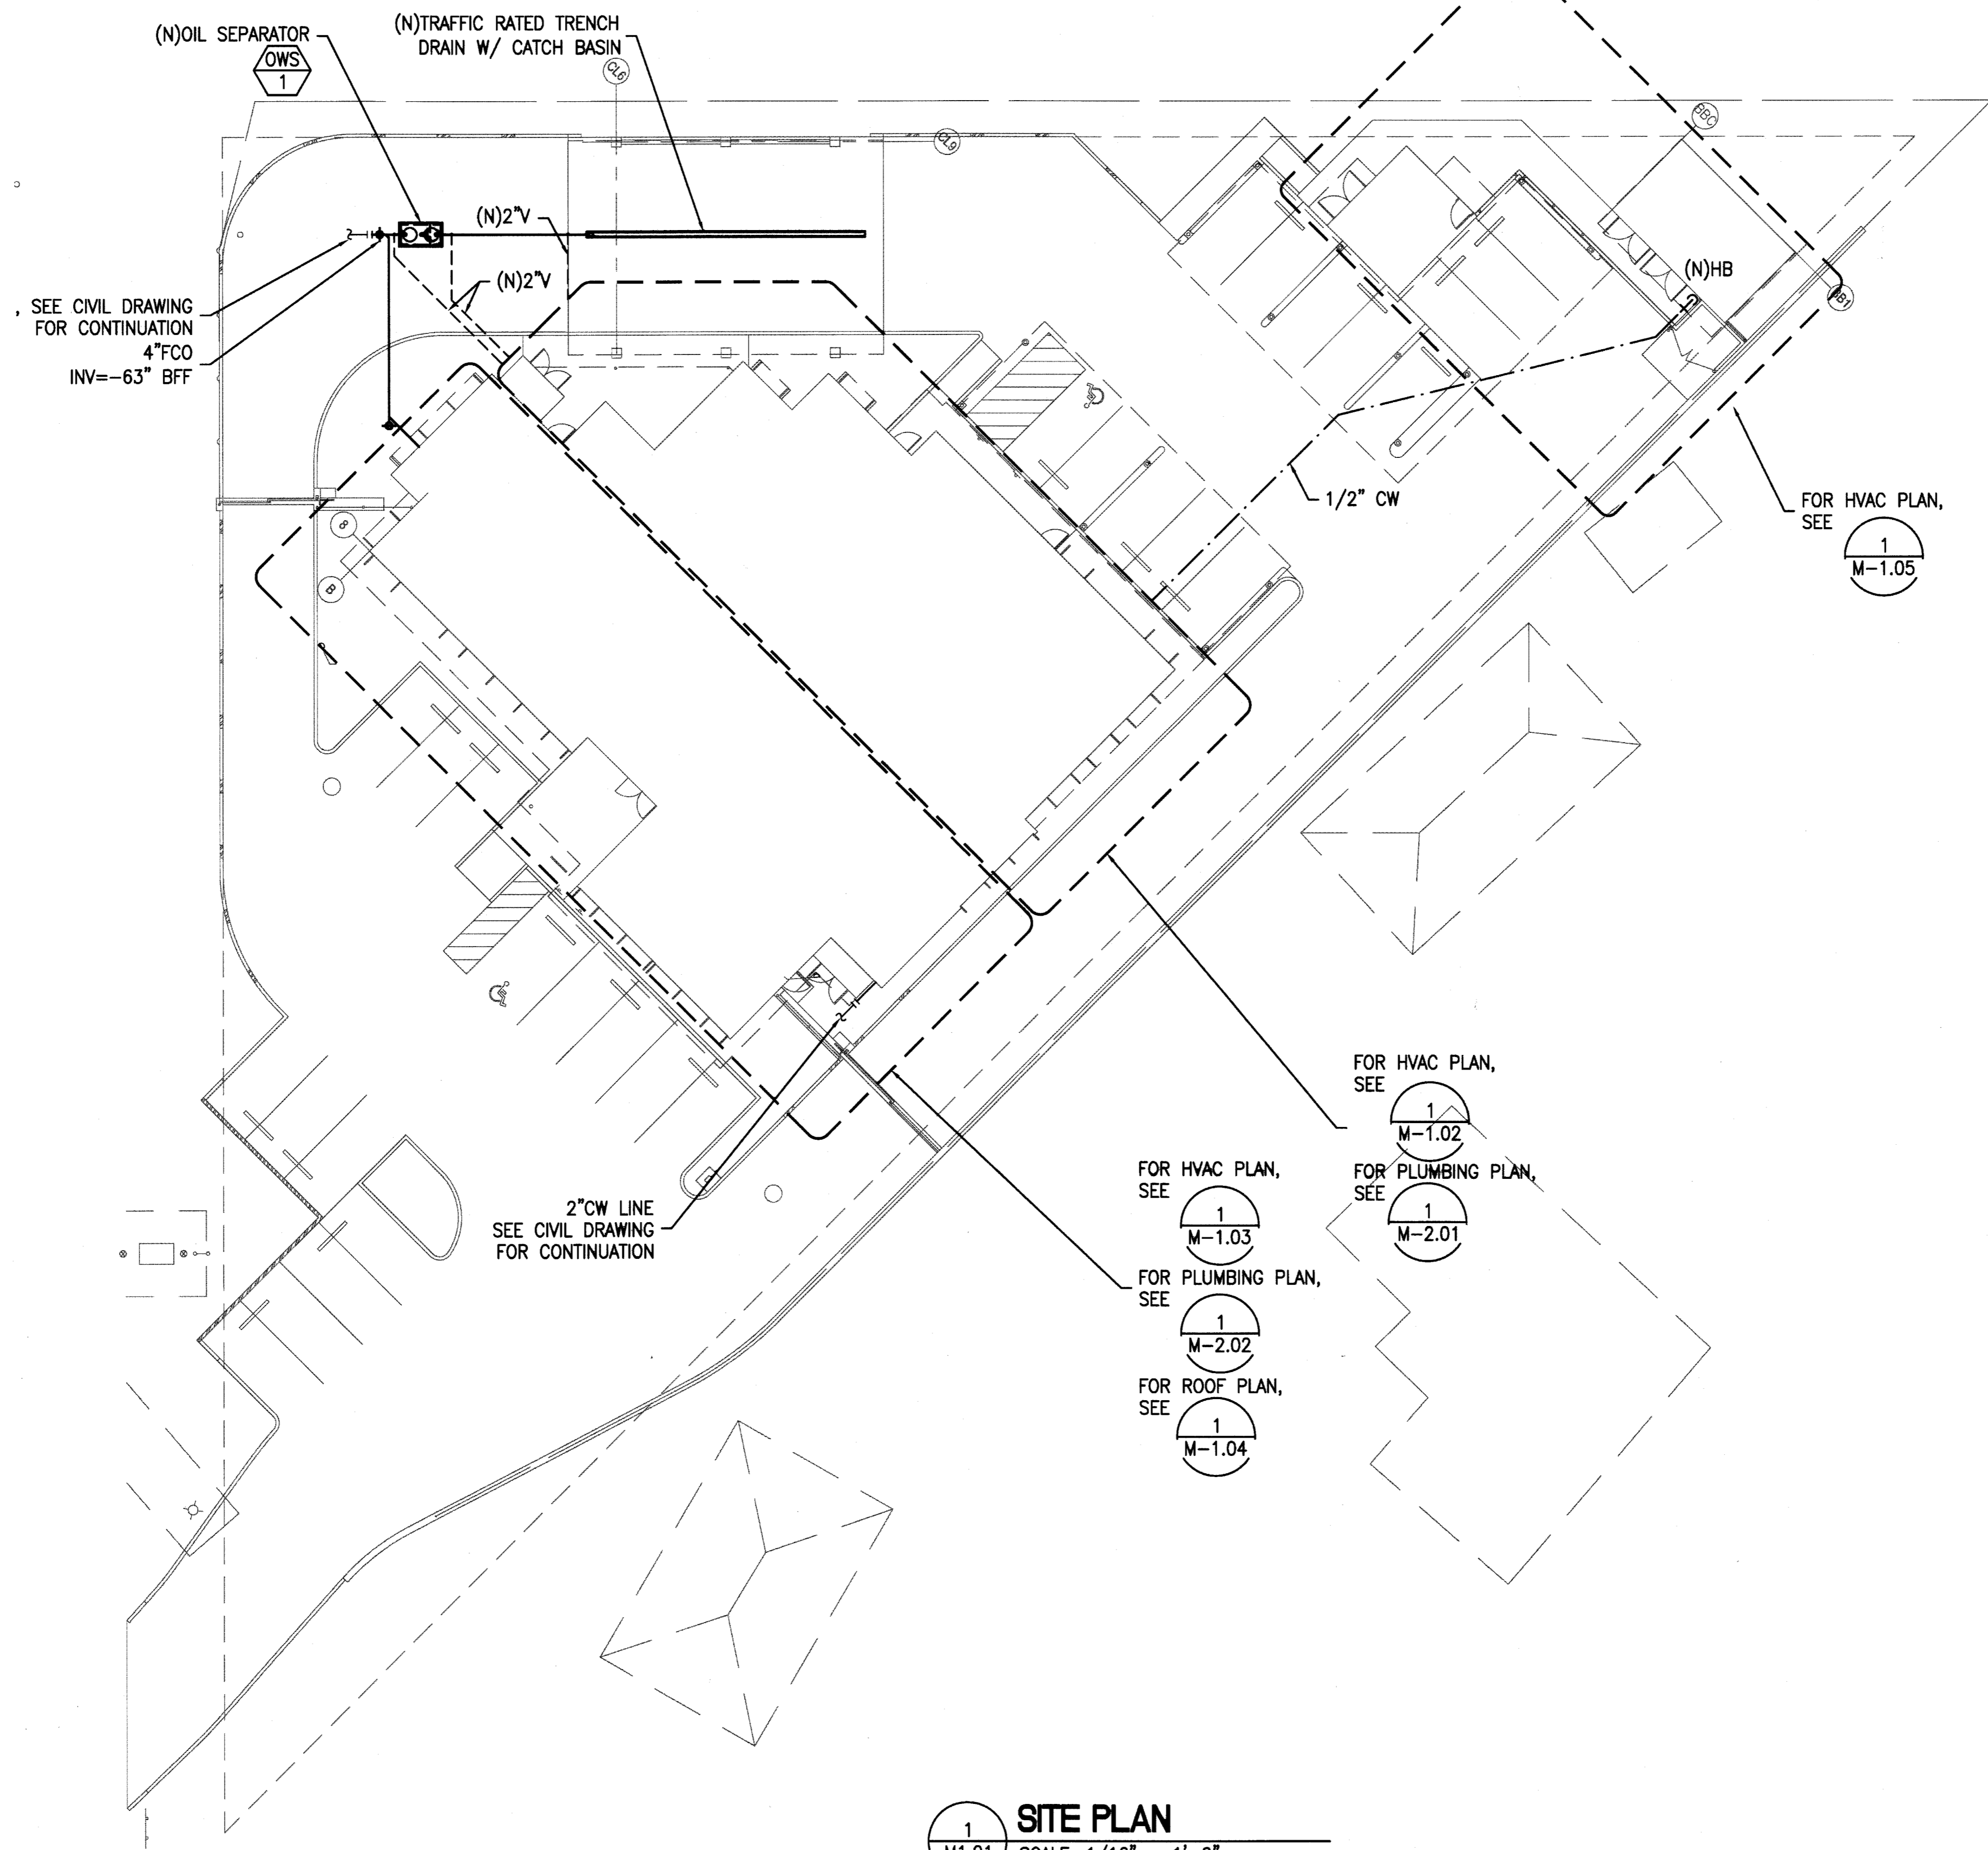 (N)OIL SEPARATOR
OWS
1
(N)TRAFFIC RATED TRENCH
DRAIN W/ CATCH BASIN
CL6
CL9
BBC
(N)2"V
(N)2"V
(N)HB
, SEE CIVIL DRAWING
FOR CONTINUATION
4"FCO
INV=-63" BFF
1/2" CW
FOR HVAC PLAN,
SEE
1
M-1.05
8
B
FOR HVAC PLAN,
SEE
1
M-1.02
FOR PLUMBING PLAN,
SEE
1
M-2.01
FOR HVAC PLAN,
SEE
1
M-1.03
FOR PLUMBING PLAN,
SEE
1
M-2.02
FOR ROOF PLAN,
SEE
1
M-1.04
2"CW LINE
SEE CIVIL DRAWING
FOR CONTINUATION
1
SITE PLAN